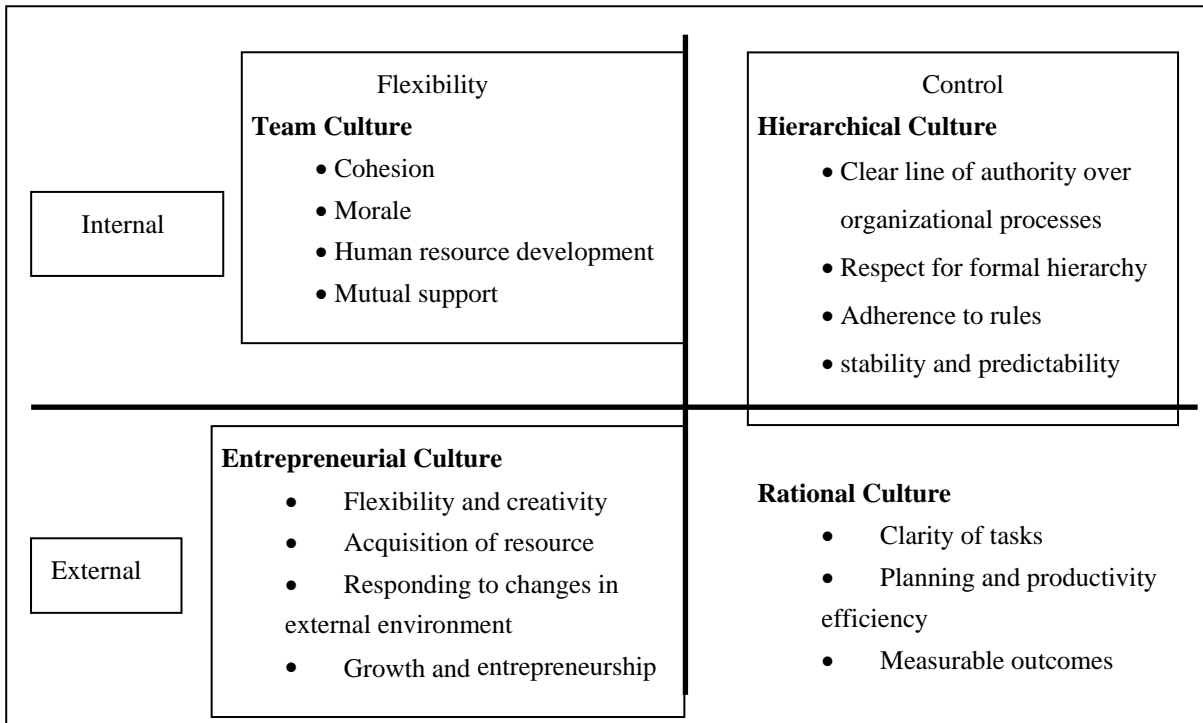 Flexibility
Team Culture
• Cohesion
• Morale
• Human resource development
• Mutual support
Control
Hierarchical Culture
• Clear line of authority over
organizational processes
• Respect for formal hierarchy
• Adherence to rules
• stability and predictability
Internal
External
Entrepreneurial Culture
• Flexibility and creativity
• Acquisition of resource
• Responding to changes in
external environment
• Growth and entrepreneurship
Rational Culture
• Clarity of tasks
• Planning and productivity
efficiency
• Measurable outcomes